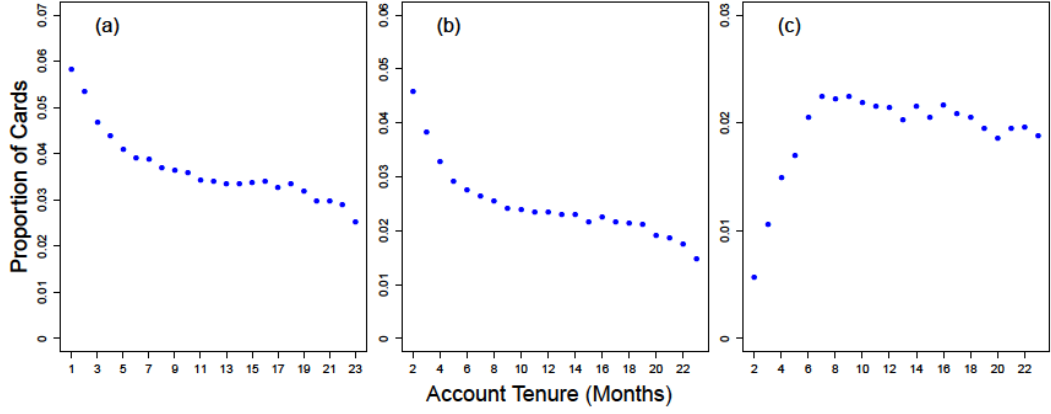 (a)
(b)
(c)
Proportion of Cards
0.07
0.06
0.05
0.04
0.03
0.02
0.01
0
1 3 5 7 9 11 13 15 17 19 21 23
0.06
0.05
0.04
0.03
0.02
0.01
0
2 4 6 8 10 12 14 16 18 20 22
0.03
0.02
0.01
0
2 4 6 8 10 12 14 16 18 20 22
Account Tenure (Months)